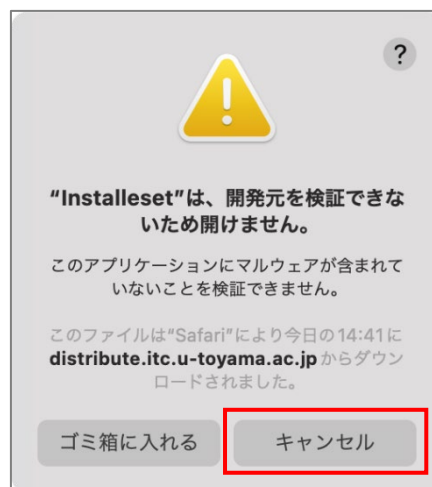 ?
“Installeset”は、開発元を検証できな
いため開けません。
このアプリケーションにマルウェアが含まれて
いないことを検証できません。
このファイルは“Safari”により今日の14:41に
distribute.itc.u-toyama.ac.jpからダウン
ロードされました。
ゴミ箱に入れる
キャンセル